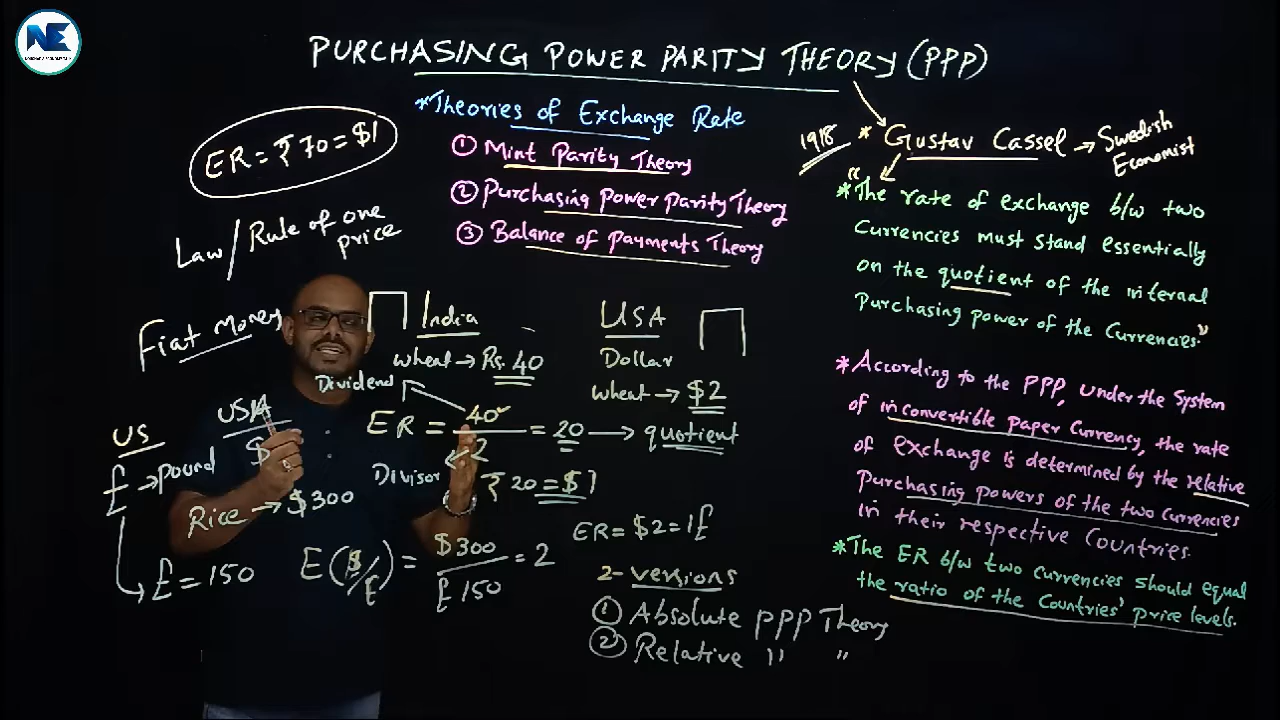 NE
PURCHASING POWER PARITY THEORY (PPP)
*Theories of Exchange Rate
① Mint Parity Theory
② Purchasing Power Parity Theory
③ Balance of Payments Theory
ER = ₹70 = $1
Law/Rule of one
price
Fiat Money
1918
* Gustav Cassel → Swedish
Economist
*"The rate of exchange b/w two
Currencies must stand essentially
on the quotient of the internal
Purchasing power of the Currencies."
*According to the PPP, under the System
of inconvertible paper Currency, the rate
of exchange is determined by the relative
Purchasing powers of the two currencies
in their respective Countries.
*The ER b/w two currencies should equal
the ratio of the Countries' price levels.
India
wheat → Rs. 40
USA
Dollar
wheat → $2
Dividend
ER = 40/2 = 20 → quotient
Divisor
₹20 = $1
US
£ → pound
USA
$
Rice → $300
£ = 150
E($/£) = $300/£150 = 2
ER = $2 = 1£
2-versions
① Absolute PPP Theory
② Relative " "